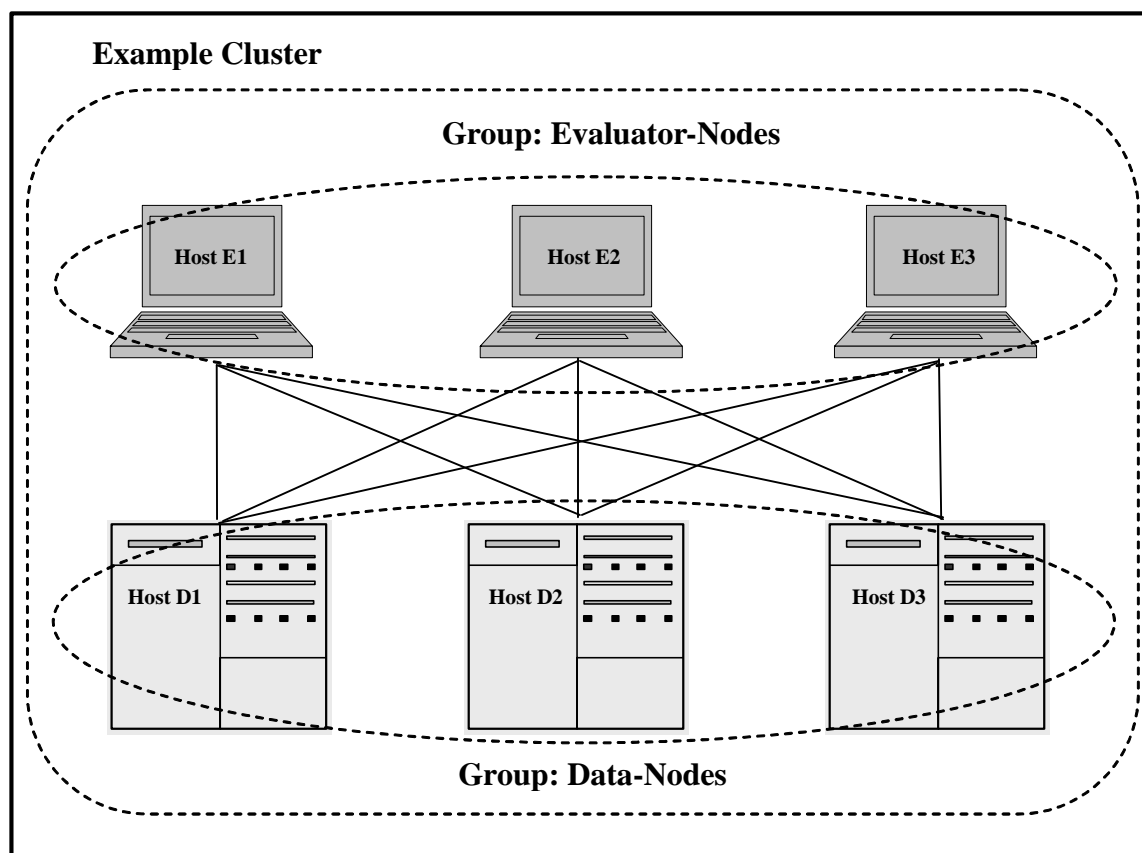 Example Cluster
Group: Evaluator-Nodes
Host E1
Host E2
Host E3
Host D1
Host D2
Host D3
Group: Data-Nodes